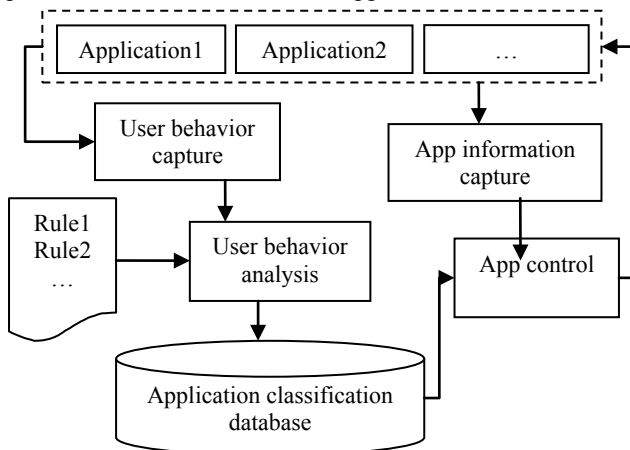 Application1
Application2
…
User behavior
capture
App information
capture
Rule1
Rule2
…
User behavior
analysis
App control
Application classification
database